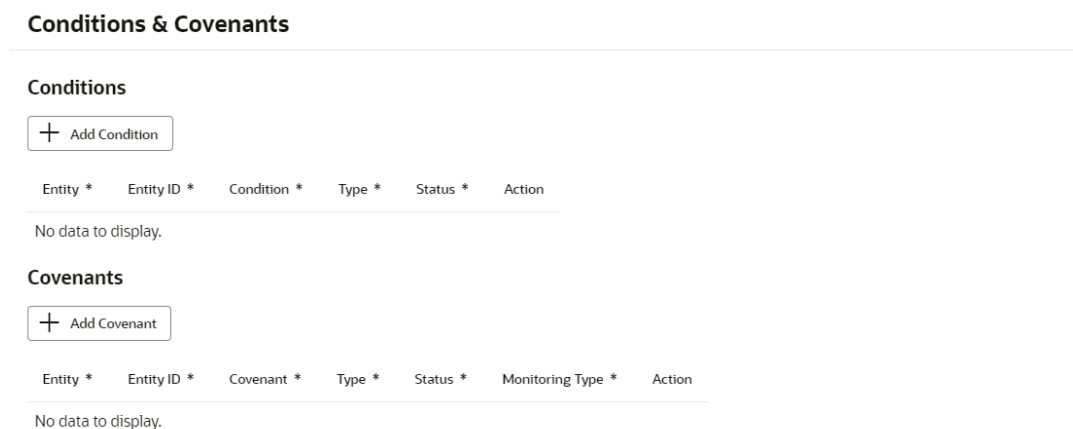 Conditions & Covenants
Conditions
+ Add Condition
Entity * Entity ID * Condition * Type * Status * Action
No data to display.
Covenants
+ Add Covenant
Entity * Entity ID * Covenant * Type * Status * Monitoring Type * Action
No data to display.